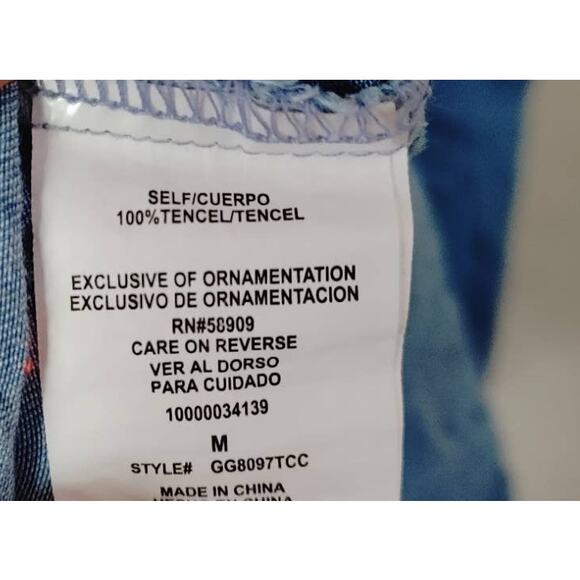 SELF/CUERPO
100%TENCEL/TENCEL
EXCLUSIVE OF ORNAMENTATION
EXCLUSIVO DE ORNAMENTACION
RN#58909
CARE ON REVERSE
VER AL DORSO
PARA CUIDADO
10000034139
M
STYLE# GG8097TCC
MADE IN CHINA